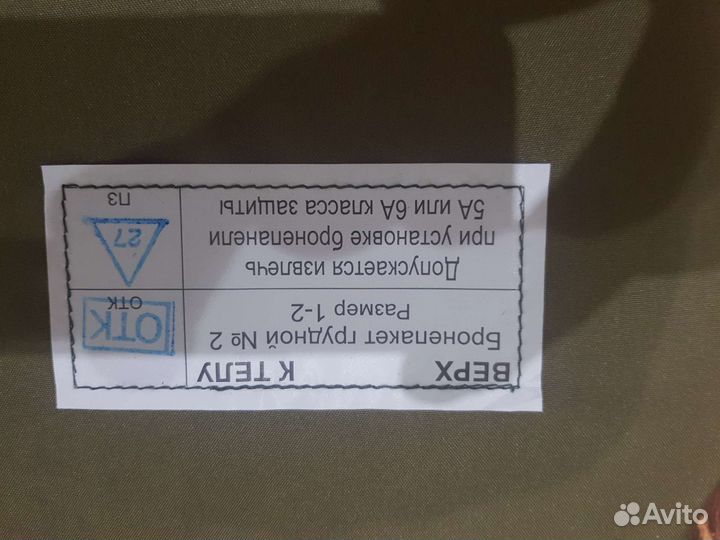 ВЕРХ К ТЕЛУ
Бронепакет грудной № 2
Размер 1-2
ОТК
ОТК
Допускается извлечь
при установке бронепанели
5А или 6А класса защиты
27
ПЗ
Avito